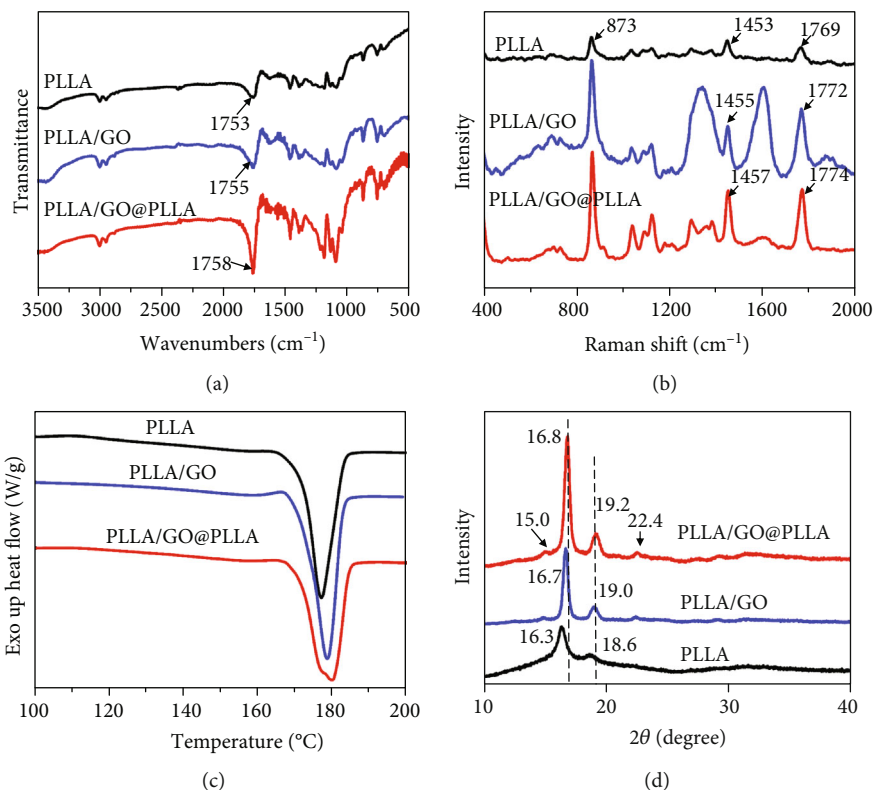 PLLA
PLLA/GO
PLLA/GO@PLLA
1753
1755
1758
Transmittance
3500 3000 2500 2000 1500 1000 500
Wavenumbers (cm⁻¹)
(a)
873
1453
1769
PLLA
1772
PLLA/GO
1455
1774
1457
PLLA/GO@PLLA
Intensity
400 800 1200 1600 2000
Raman shift (cm⁻¹)
(b)
PLLA
PLLA/GO
PLLA/GO@PLLA
Exo up heat flow (W/g)
100 120 140 160 180 200
Temperature (°C)
(c)
16.8
15.0
19.2
22.4
PLLA/GO@PLLA
16.7
19.0
PLLA/GO
16.3
18.6
PLLA
Intensity
10 20 30 40
2θ (degree)
(d)